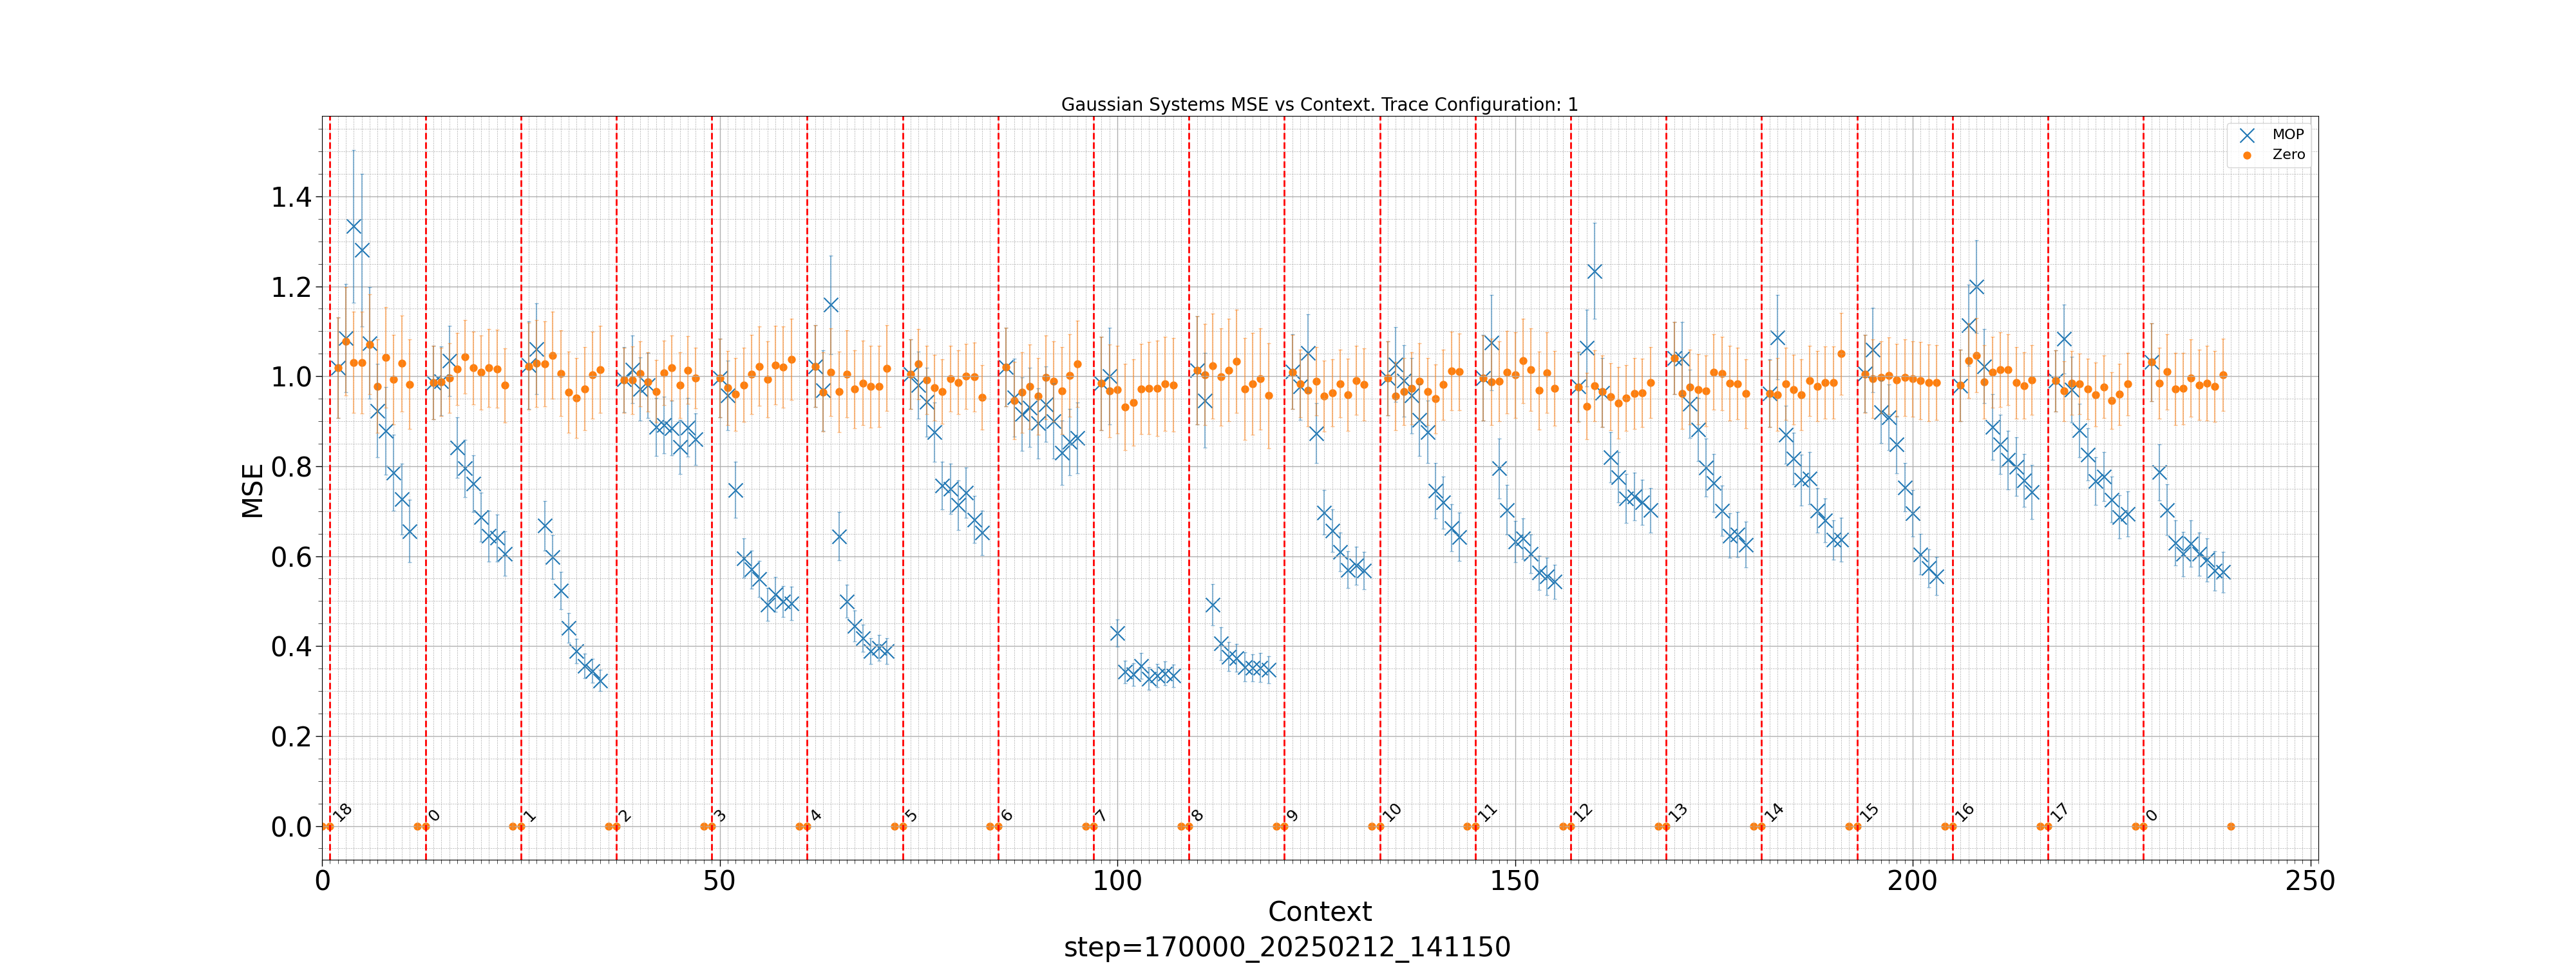 Gaussian Systems MSE vs Context. Trace Configuration: 1
MOP
Zero
1.4
1.2
1.0
0.8
0.6
0.4
0.2
0.0
MSE
18 0 1 2 3 4 5 6 7 8 9 10 11 12 13 14 15 16 17 0
0 50 100 150 200 250
Context
step=170000_20250212_141150